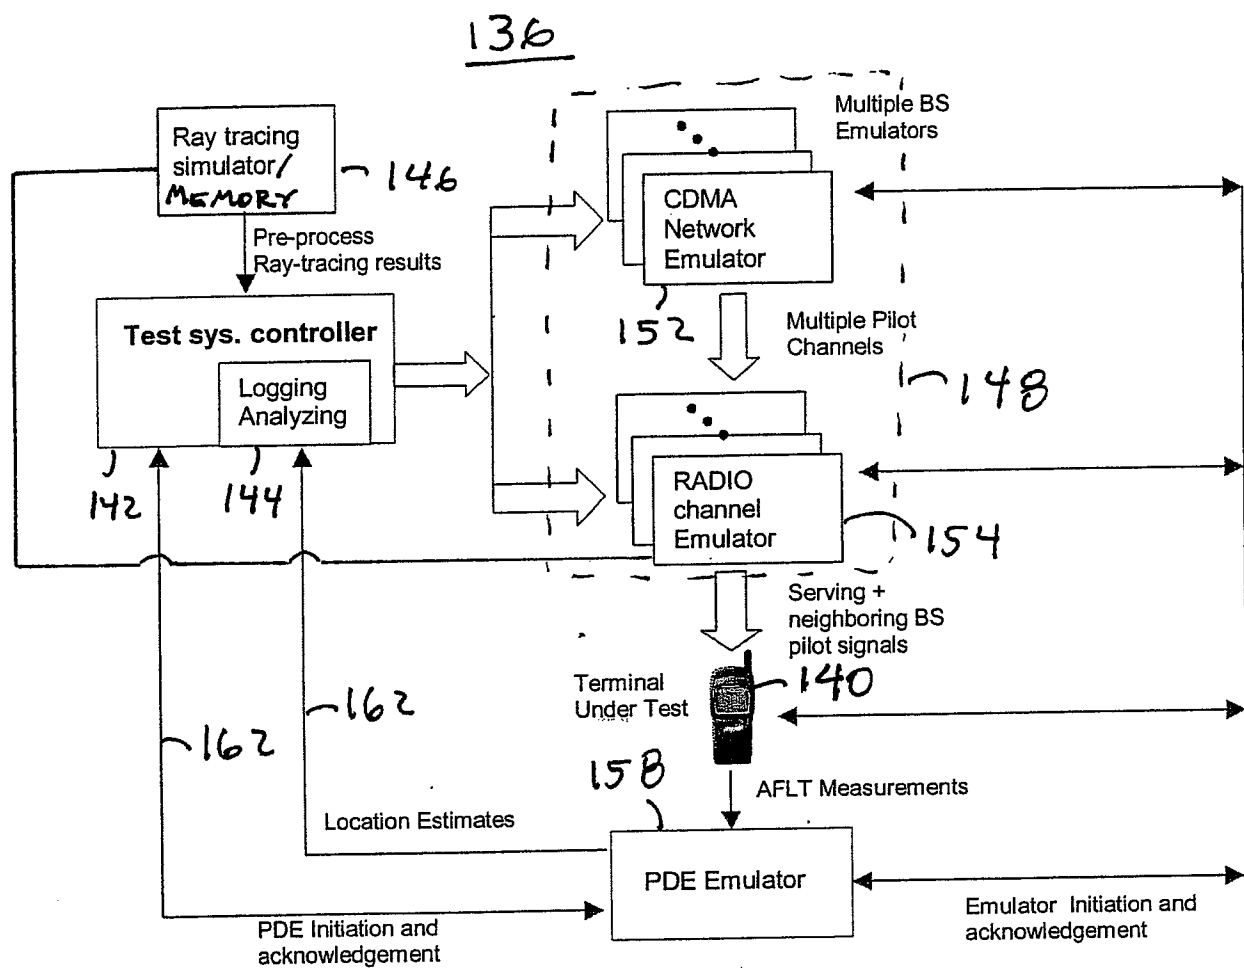 136
Multiple BS
Emulators
Ray tracing
simulator/
MEMORY
146
CDMA
Network
Emulator
Pre-process
Ray-tracing results
152
Test sys. controller
Multiple Pilot
Channels
Logging
Analyzing
148
142
144
RADIO
channel
Emulator
154
Serving +
neighboring BS
pilot signals
Terminal
Under Test
140
162
162
158
AFLT Measurements
Location Estimates
PDE Emulator
PDE Initiation and
acknowledgement
Emulator Initiation and
acknowledgement